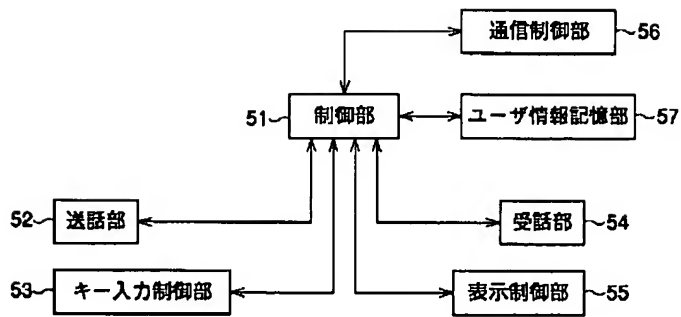 通信制御部 56
51 制御部
ユーザ情報記憶部 57
52 送話部
受話部 54
53 キー入力制御部
表示制御部 55